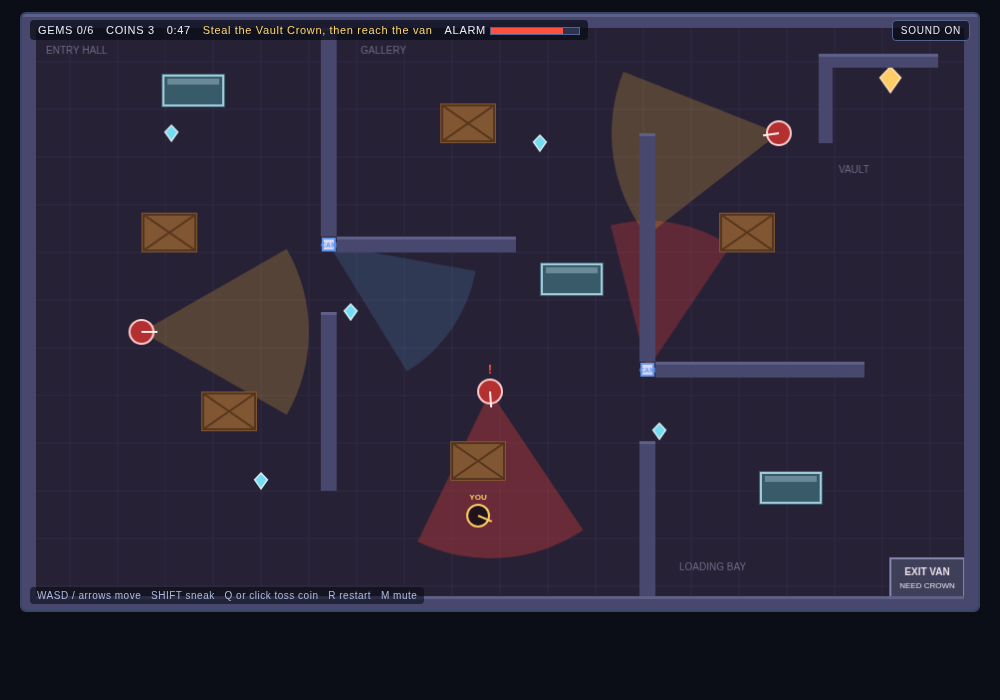 GEMS 0/6 COINS 3 0:47 Steal the Vault Crown, then reach the van ALARM
SOUND ON
ENTRY HALL
GALLERY
VAULT
!
YOU
LOADING BAY
EXIT VAN
NEED CROWN
WASD / arrows move SHIFT sneak Q or click toss coin R restart M mute